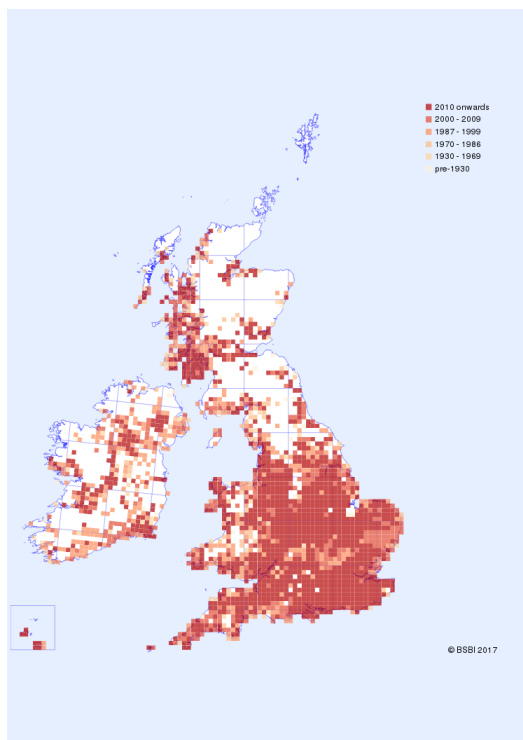 2010 onwards
2000 - 2009
1987 - 1999
1970 - 1986
1930 - 1969
pre-1930
© BSBI 2017